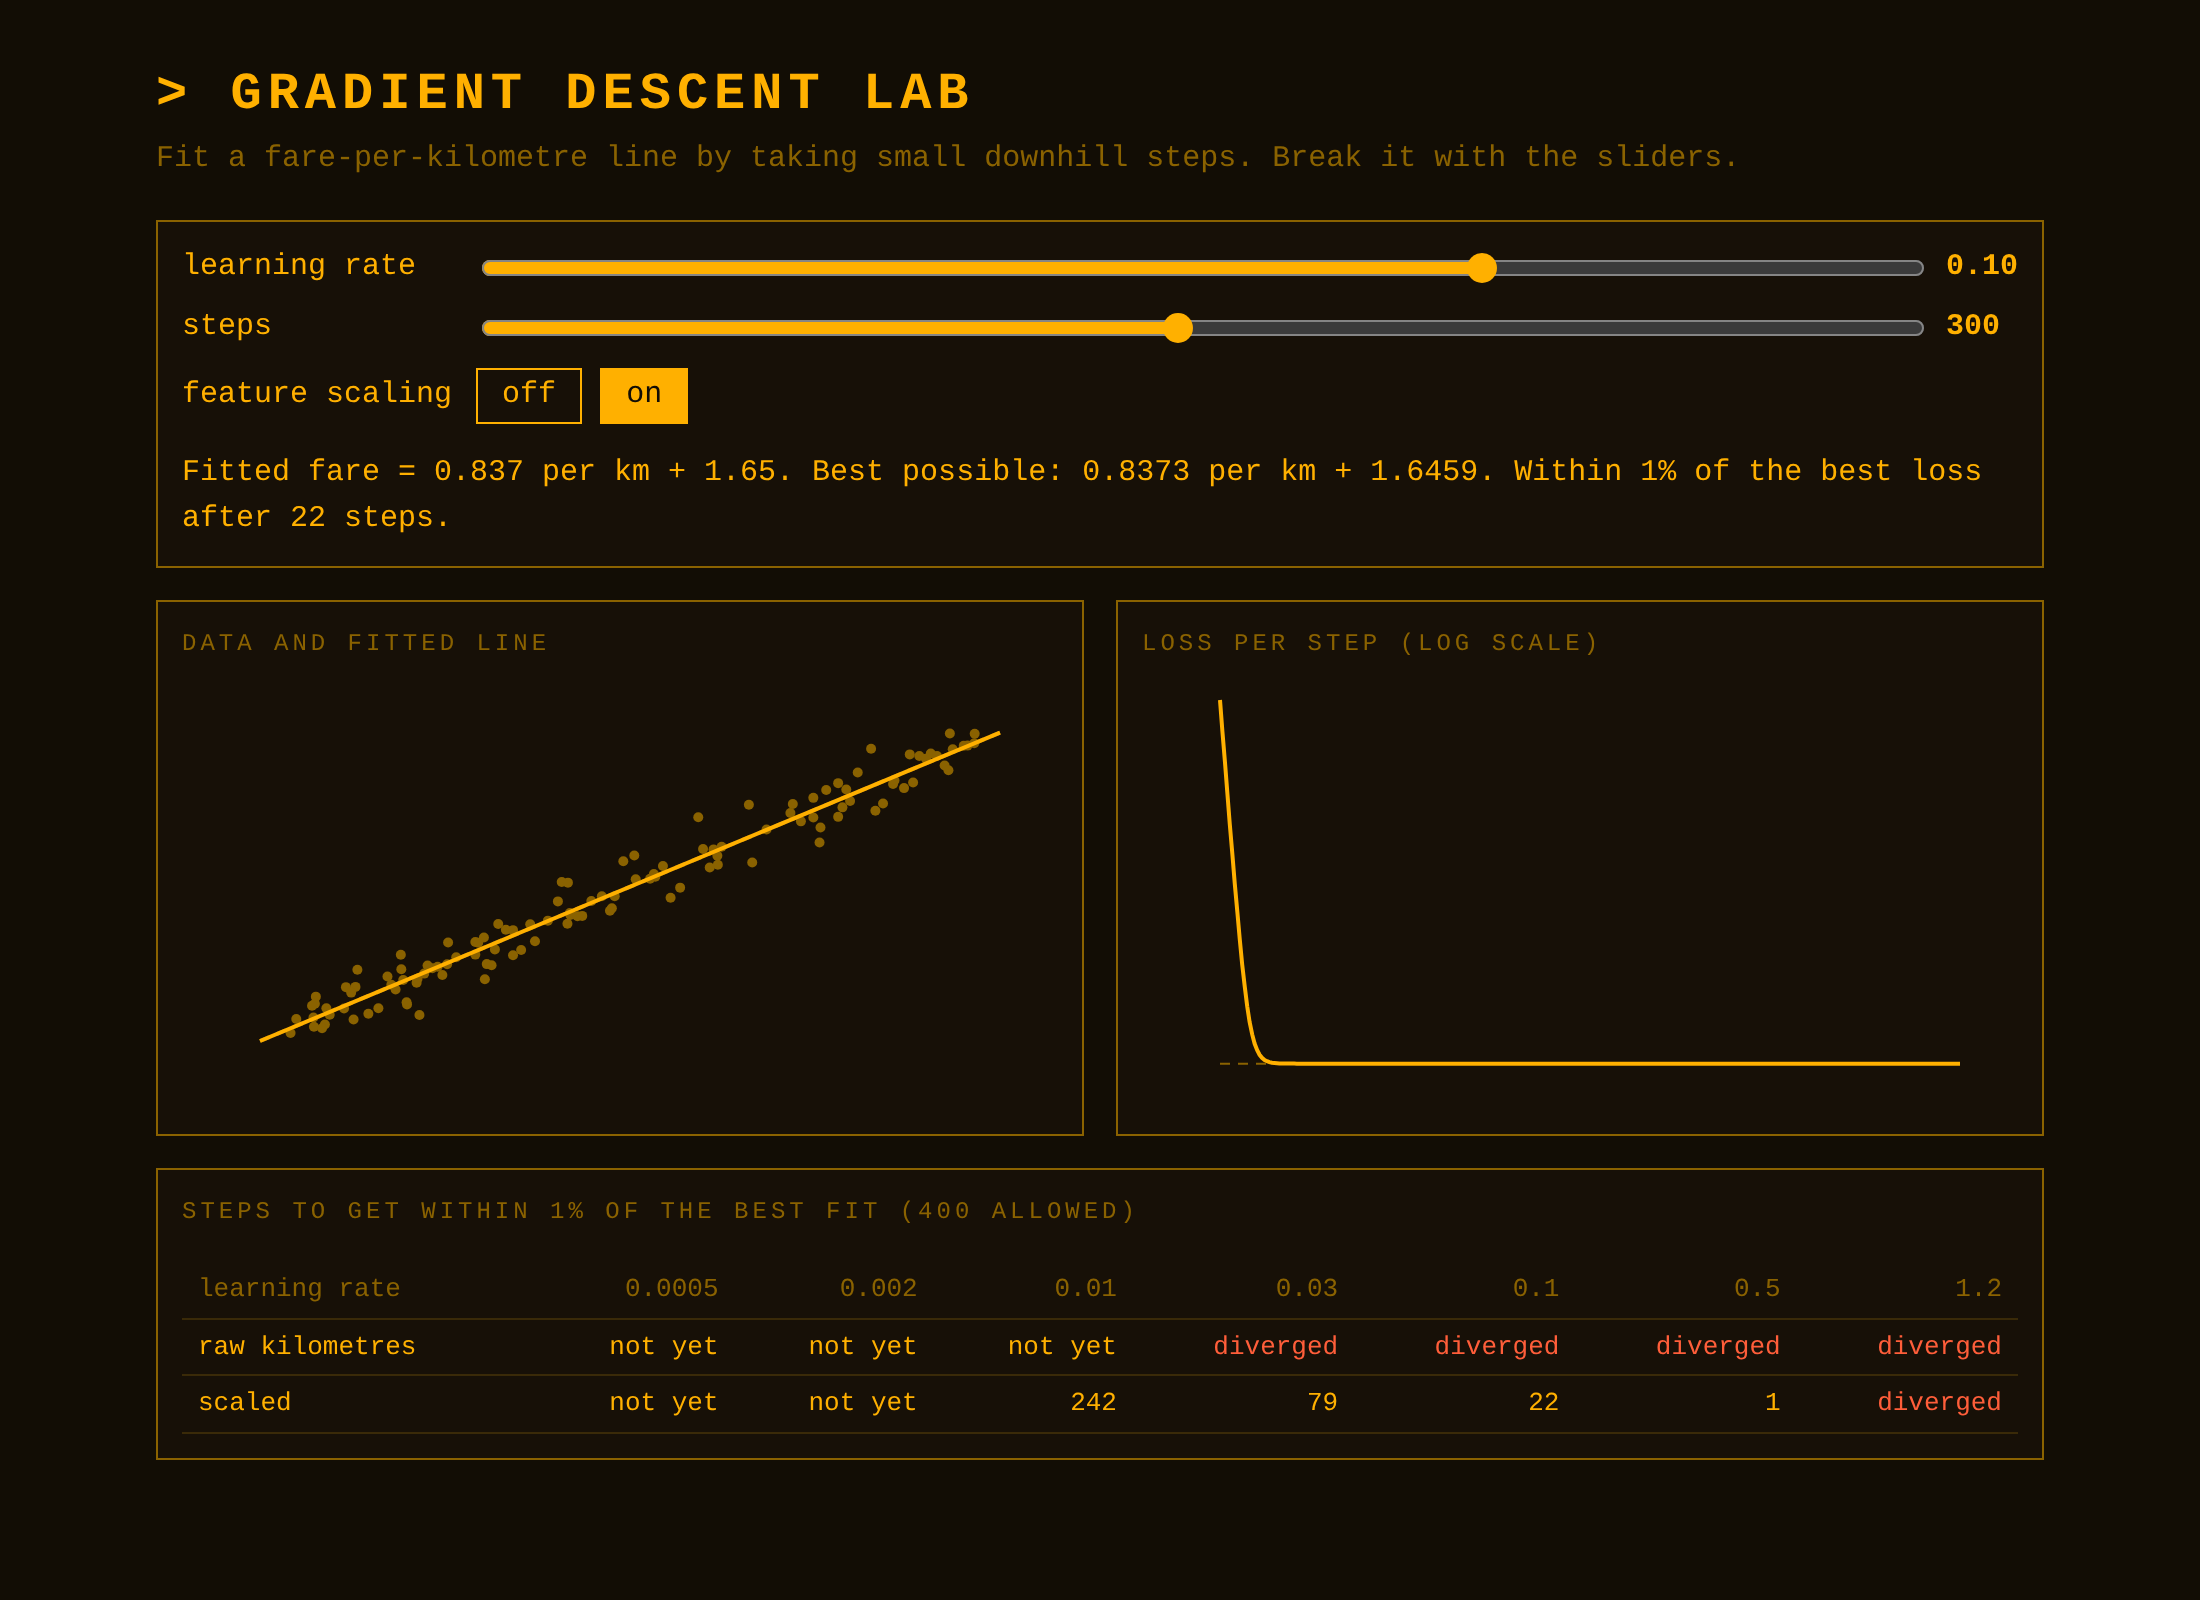 > GRADIENT DESCENT LAB
Fit a fare-per-kilometre line by taking small downhill steps. Break it with the sliders.
learning rate 0.10
steps 300
feature scaling off on
Fitted fare = 0.837 per km + 1.65. Best possible: 0.8373 per km + 1.6459. Within 1% of the best loss
after 22 steps.
DATA AND FITTED LINE
LOSS PER STEP (LOG SCALE)
STEPS TO GET WITHIN 1% OF THE BEST FIT (400 ALLOWED)
learning rate 0.0005 0.002 0.01 0.03 0.1 0.5 1.2
raw kilometres not yet not yet not yet diverged diverged diverged diverged
scaled not yet not yet 242 79 22 1 diverged